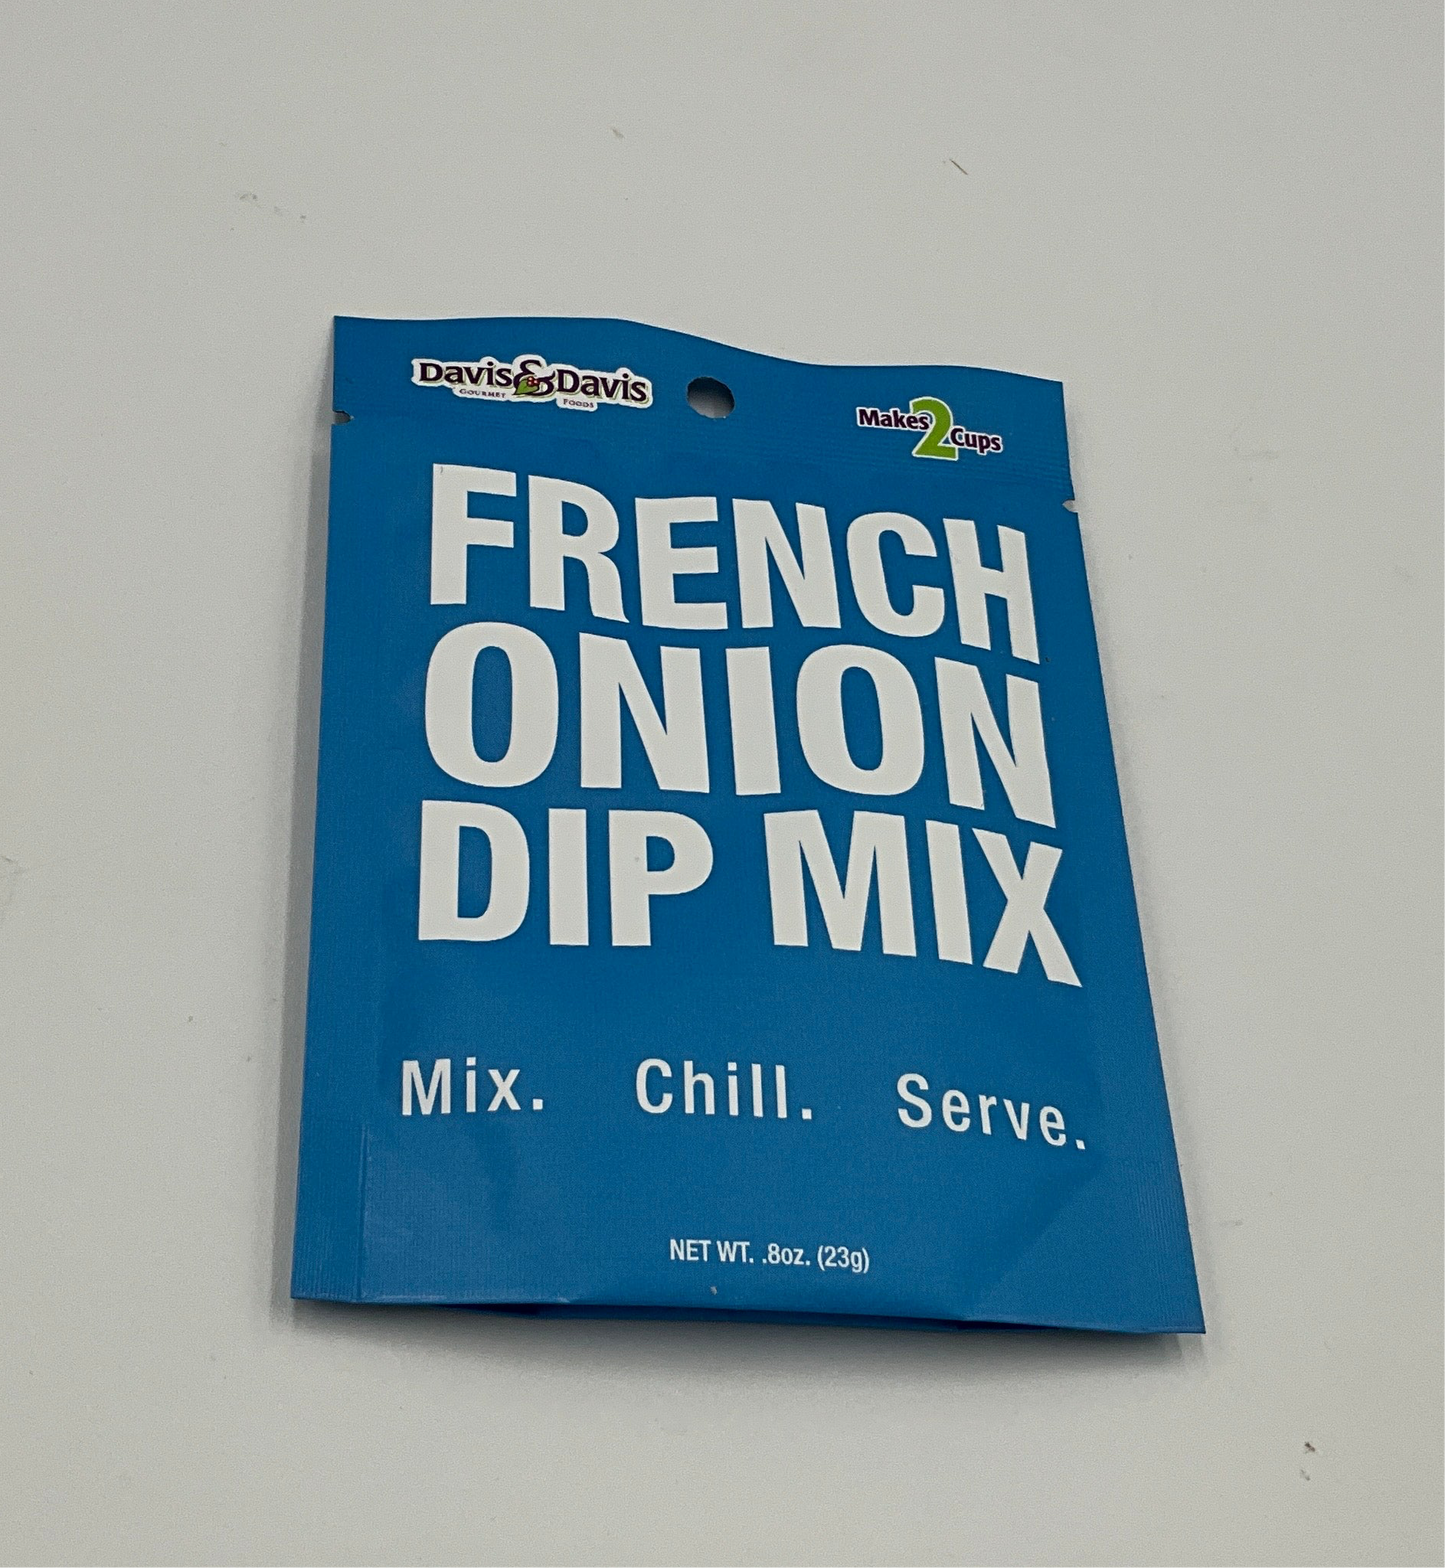 Davis&Davis
GOURMET FOODS
Makes 2 Cups
FRENCH
ONION
DIP MIX
Mix. Chill. Serve.
NET WT. .8oz. (23g)